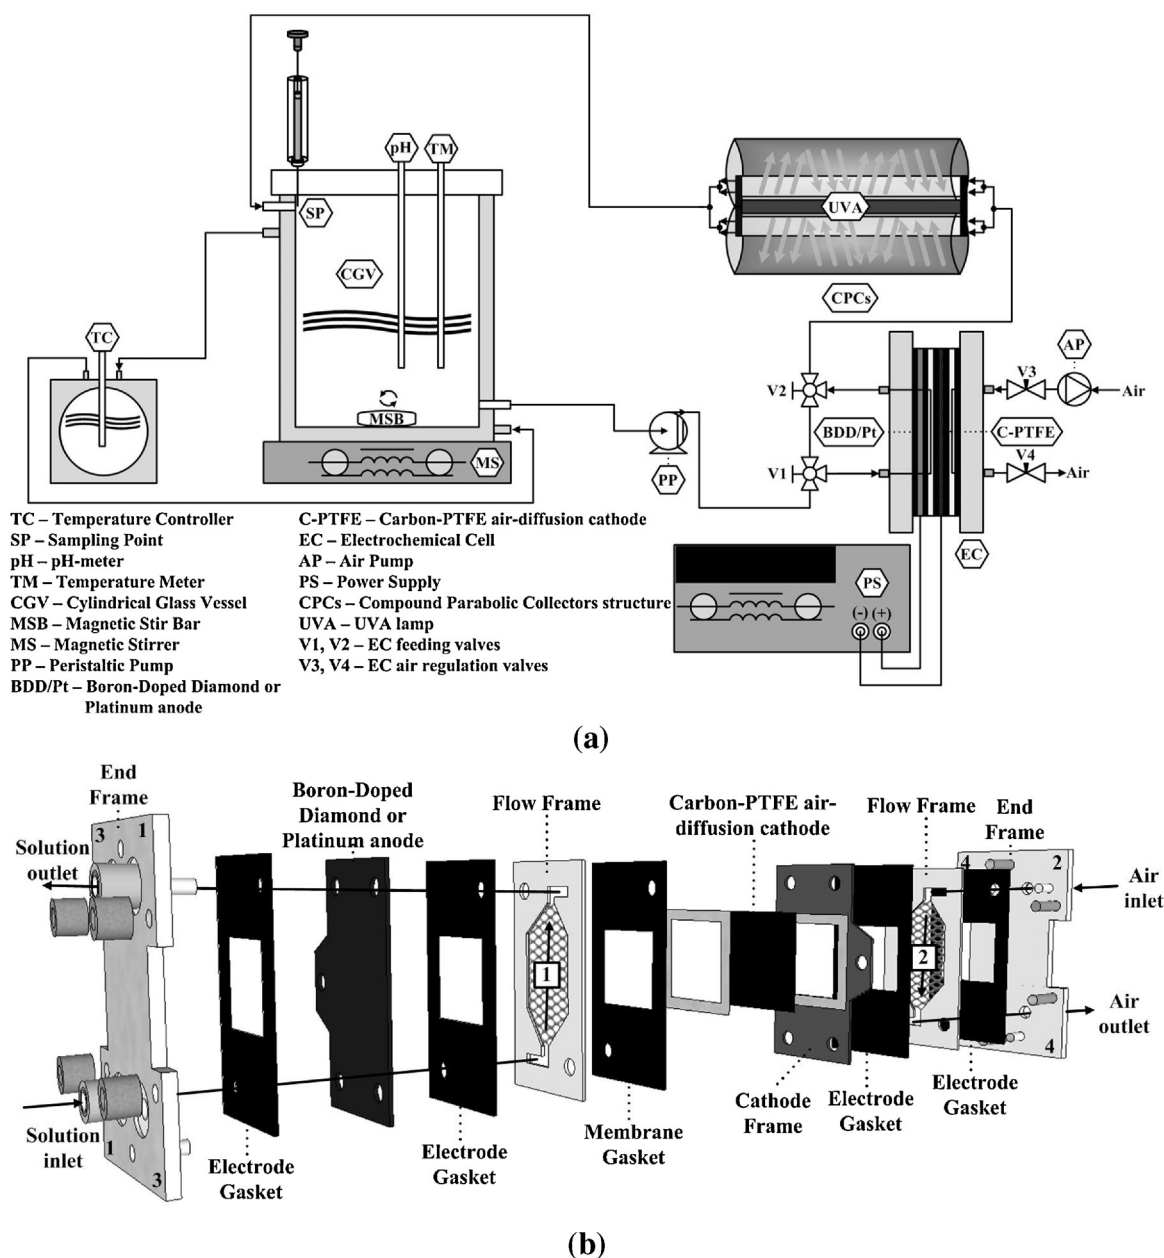 pH
TM
SP
UVA
CGV
CPCs
TC
AP
V3
V2
Air
BDD/Pt
C-PTFE
MSB
V4
MS
V1
Air
PP
EC
PS
(-) (+)
TC – Temperature Controller
SP – Sampling Point
pH – pH-meter
TM – Temperature Meter
CGV – Cylindrical Glass Vessel
MSB – Magnetic Stir Bar
MS – Magnetic Stirrer
PP – Peristaltic Pump
BDD/Pt – Boron-Doped Diamond or
Platinum anode
C-PTFE – Carbon-PTFE air-diffusion cathode
EC – Electrochemical Cell
AP – Air Pump
PS – Power Supply
CPCs – Compound Parabolic Collectors structure
UVA – UVA lamp
V1, V2 – EC feeding valves
V3, V4 – EC air regulation valves
(a)
End
Frame
Boron-Doped
Diamond or
Platinum anode
Flow Frame
Carbon-PTFE air-
diffusion cathode
Flow Frame
End
Frame
3 1
Solution
outlet
4
2
Air
inlet
1
2
Air
outlet
4
Solution
inlet
1
3
Electrode
Gasket
Electrode
Gasket
Membrane
Gasket
Cathode
Frame
Electrode
Gasket
Electrode
Gasket
(b)